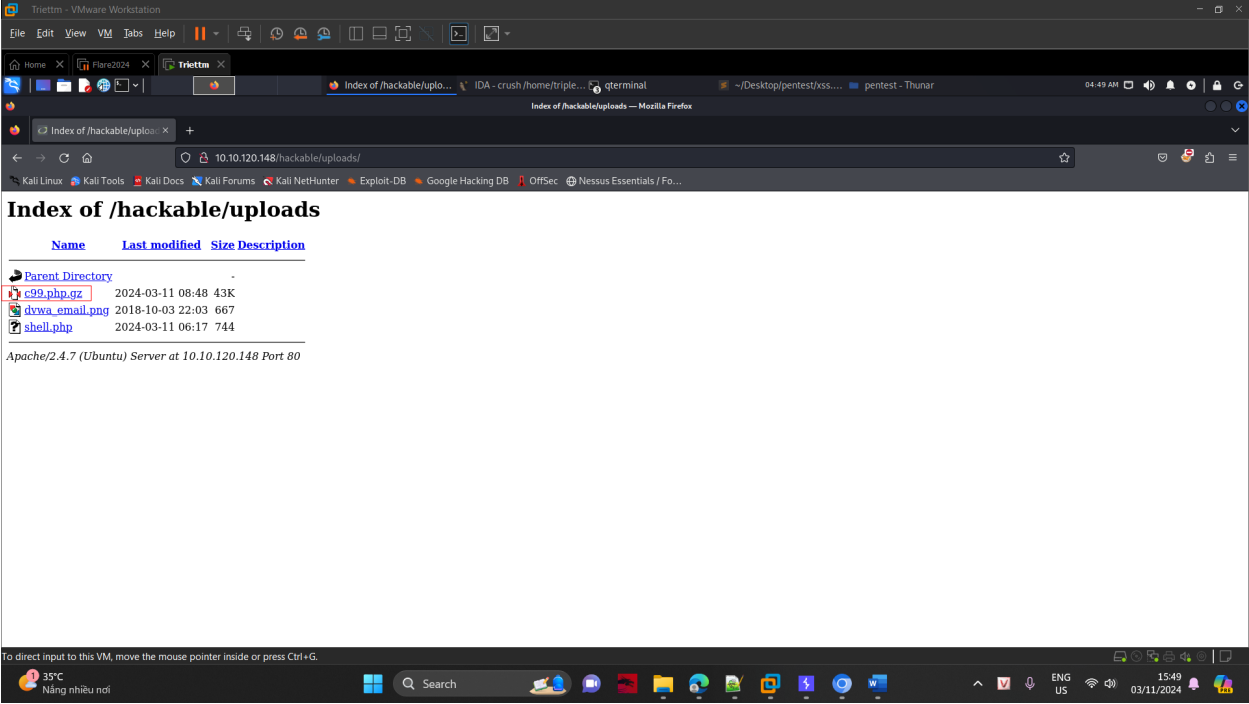 Triettm - VMware Workstation
File Edit View VM Tabs Help
Home Flare2024 Triettm
Index of /hackable/uplo... IDA - crush /home/triple... qterminal ~/Desktop/pentest/xss.... pentest - Thunar 04:49 AM
Index of /hackable/uploads — Mozilla Firefox
Index of /hackable/upload
10.10.120.148/hackable/uploads/
Kali Linux Kali Tools Kali Docs Kali Forums Kali NetHunter Exploit-DB Google Hacking DB OffSec Nessus Essentials / Fo...
Index of /hackable/uploads
Name Last modified Size Description
Parent Directory -
c99.php.gz 2024-03-11 08:48 43K
dvwa_email.png 2018-10-03 22:03 667
shell.php 2024-03-11 06:17 744
Apache/2.4.7 (Ubuntu) Server at 10.10.120.148 Port 80
To direct input to this VM, move the mouse pointer inside or press Ctrl+G.
1
35°C
Nắng nhiều nơi
Search
V
ENG
US
15:49
03/11/2024